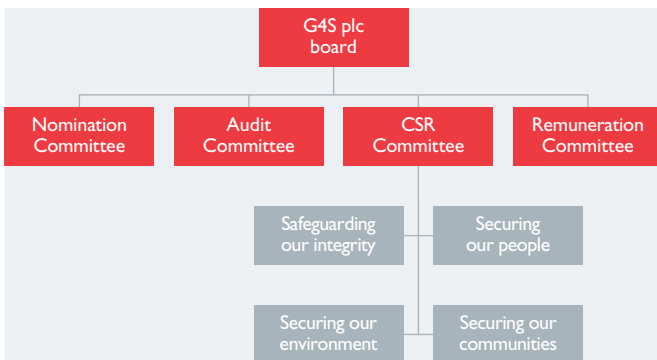 G4S plc
board
Nomination
Committee
Audit
Committee
CSR
Committee
Remuneration
Committee
Safeguarding
our integrity
Securing
our people
Securing our
environment
Securing our
communities